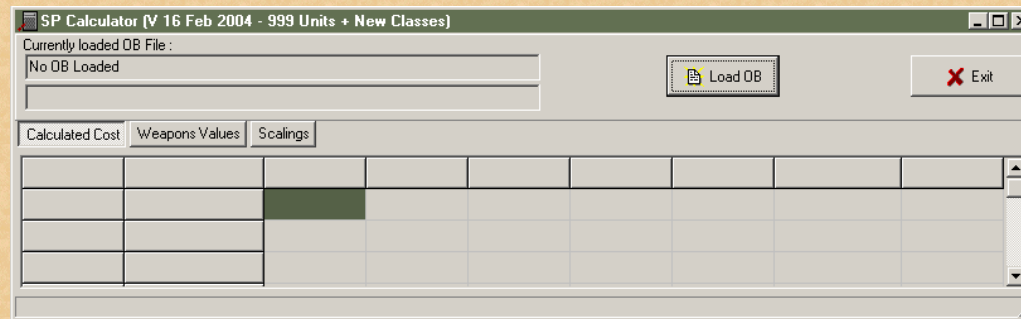 SP Calculator (V 16 Feb 2004 - 999 Units + New Classes)
Currently loaded OB File :
No OB Loaded
Load OB
Exit
Calculated Cost
Weapons Values
Scalings